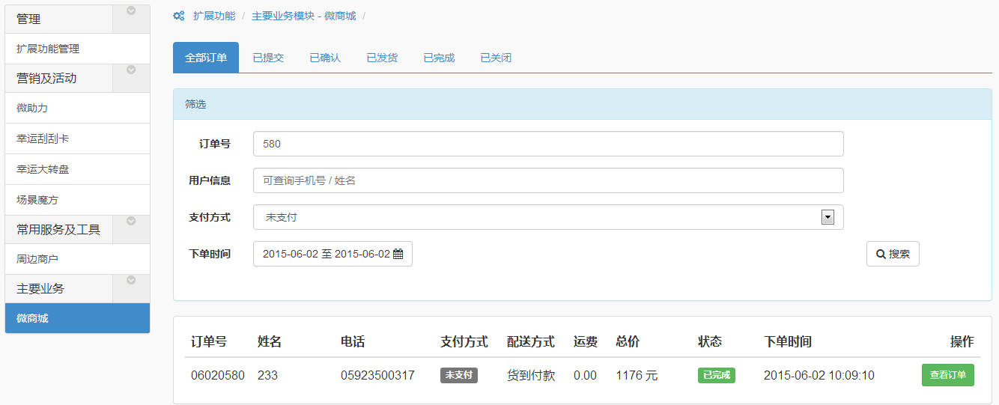 管理
扩展功能管理
营销及活动
微助力
幸运刮刮卡
幸运大转盘
场景魔方
常用服务及工具
周边商户
主要业务
微商城
扩展功能 / 主要业务模块 - 微商城 /
全部订单 已提交 已确认 已发货 已完成 已关闭
筛选
订单号 580
用户信息 可查询手机号 / 姓名
支付方式 未支付
下单时间 2015-06-02 至 2015-06-02 搜索
订单号 姓名 电话 支付方式 配送方式 运费 总价 状态 下单时间 操作
06020580 233 05923500317 未支付 货到付款 0.00 1176 元 已完成 2015-06-02 10:09:10 查看订单